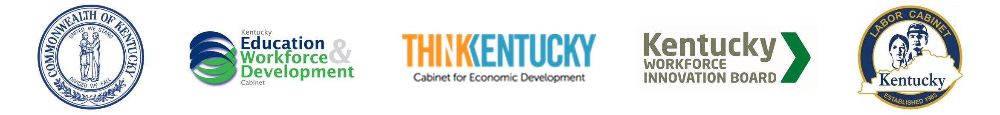 COMMONWEALTH OF KENTUCKY
UNITED WE STAND
DIVIDED WE FALL
Kentucky
Education &
Workforce
Development
Cabinet
THINKKENTUCKY
Cabinet for Economic Development
Kentucky
WORKFORCE
INNOVATION BOARD
LABOR CABINET
Kentucky
ESTABLISHED 1983